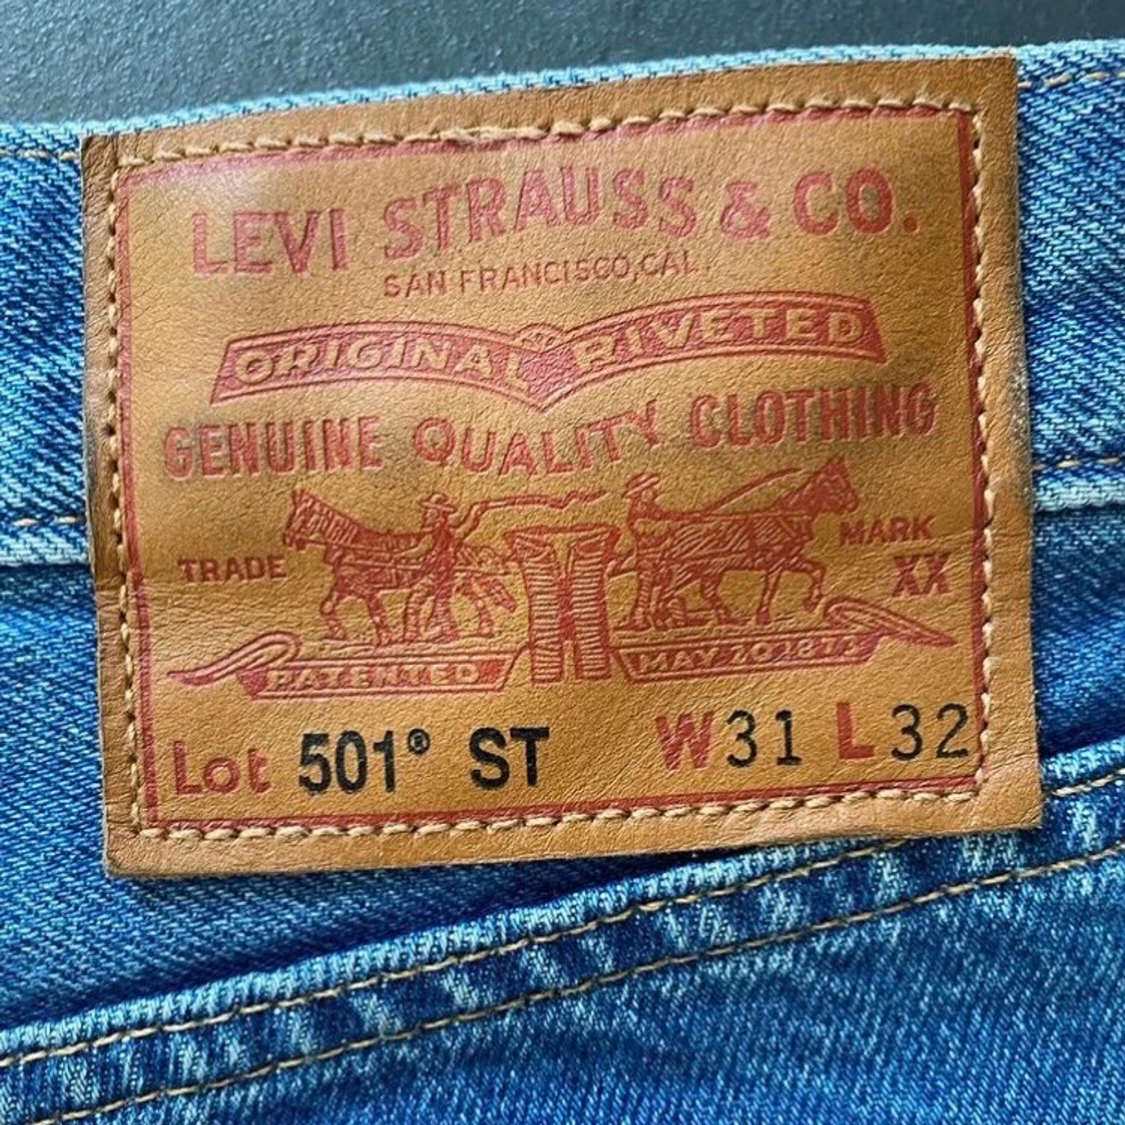 LEVI STRAUSS & CO.
SAN FRANCISCO, CAL.
ORIGINAL RIVETED
GENUINE QUALITY CLOTHING
TRADE MARK
XX
PATENTED MAY 20 1873
Lot 501® ST W31 L32